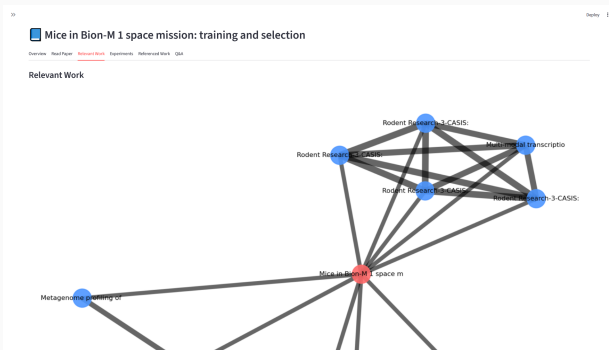 Deploy
Mice in Bion-M 1 space mission: training and selection
Overview Read Paper Relevant Work Experiments Referenced Work Q&A
Relevant Work
Rodent Research-3-CASIS:
Multi-modal transcriptio
Rodent Research-3-CASIS:
Rodent Research-3-CASIS:
Rodent Research-3-CASIS:
Mice in Bion-M 1 space m
Metagenome profiling of